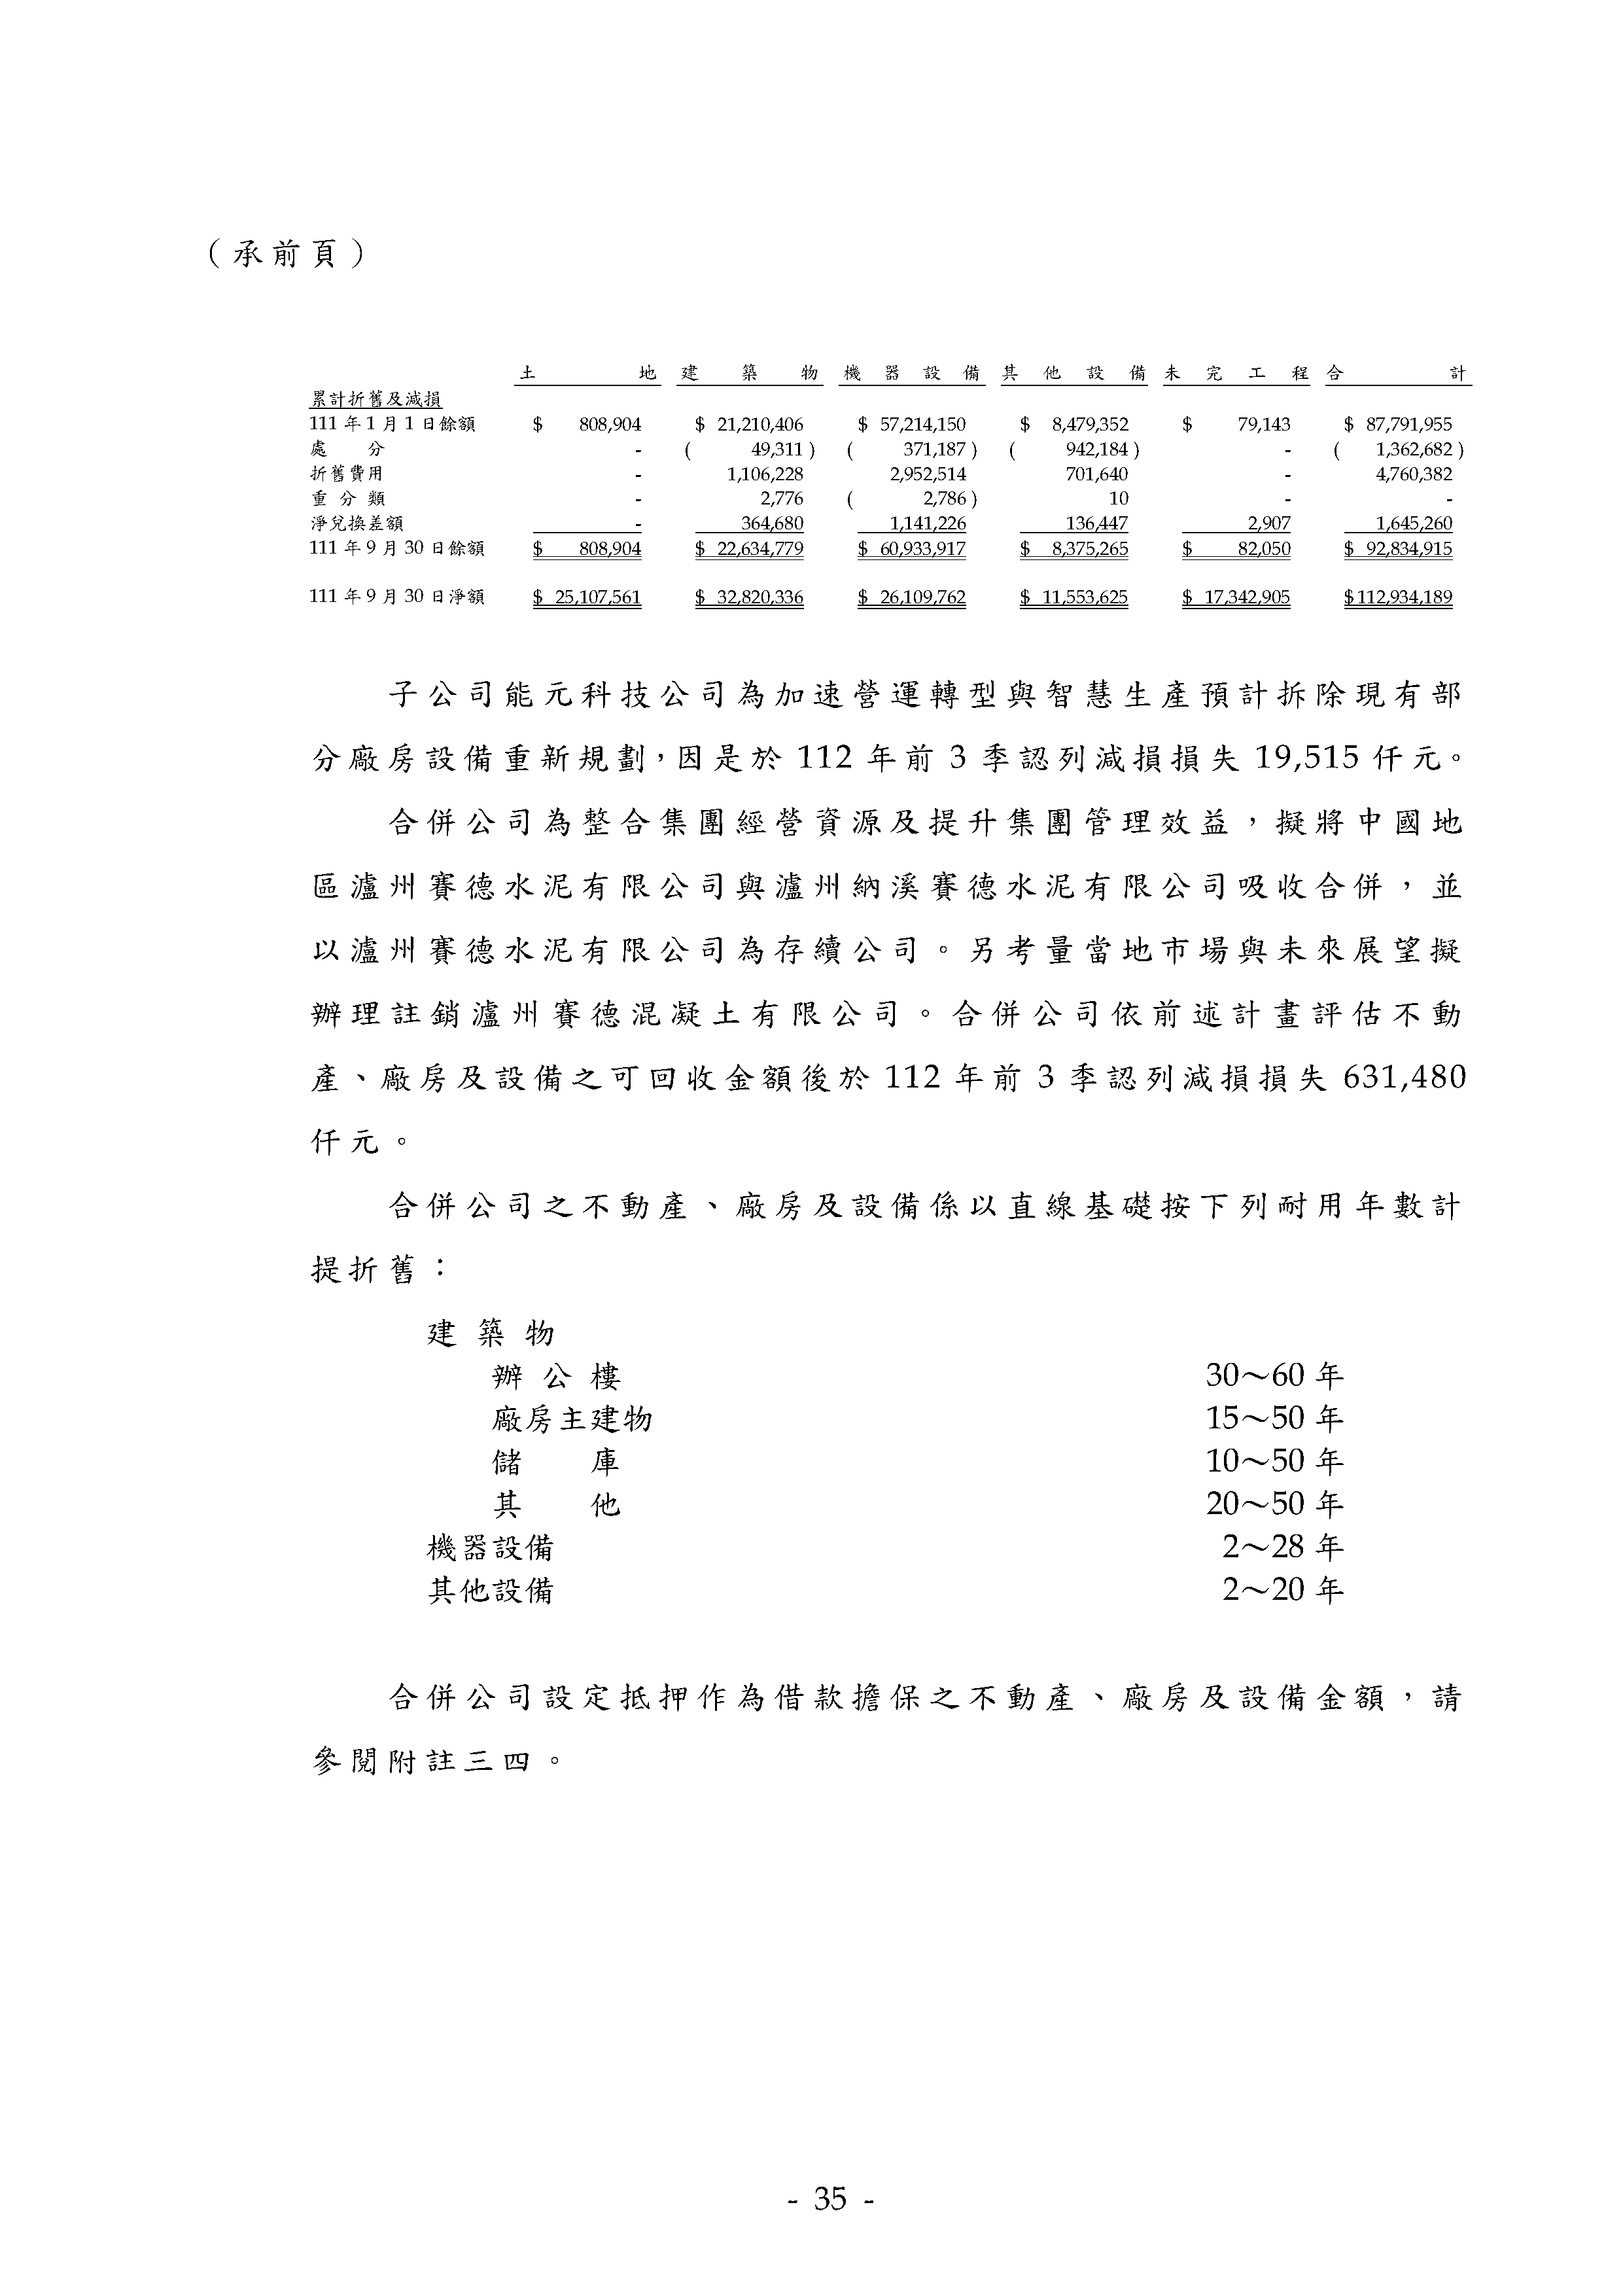 （承前頁）
土地 建築物 機器設備 其他設備 未完工程 合計
累計折舊及減損
111 年 1 月 1 日餘額 $ 808,904 $ 21,210,406 $ 57,214,150 $ 8,479,352 $ 79,143 $ 87,791,955
處分 - ( 49,311 ) ( 371,187 ) ( 942,184 ) - ( 1,362,682 )
折舊費用 - 1,106,228 2,952,514 701,640 - 4,760,382
重分類 - 2,776 ( 2,786 ) 10 - -
淨兌換差額 - 364,680 1,141,226 136,447 2,907 1,645,260
111 年 9 月 30 日餘額 $ 808,904 $ 22,634,779 $ 60,933,917 $ 8,375,265 $ 82,050 $ 92,834,915
111 年 9 月 30 日淨額 $ 25,107,561 $ 32,820,336 $ 26,109,762 $ 11,553,625 $ 17,342,905 $112,934,189
子公司能元科技公司為加速營運轉型與智慧生產預計拆除現有部
分廠房設備重新規劃，因是於 112 年前 3 季認列減損損失 19,515 仟元。
合併公司為整合集團經營資源及提升集團管理效益，擬將中國地
區瀘州賽德水泥有限公司與瀘州納溪賽德水泥有限公司吸收合併，並
以瀘州賽德水泥有限公司為存續公司。另考量當地市場與未來展望擬
辦理註銷瀘州賽德混凝土有限公司。合併公司依前述計畫評估不動
產、廠房及設備之可回收金額後於 112 年前 3 季認列減損損失 631,480
仟元。
合併公司之不動產、廠房及設備係以直線基礎按下列耐用年數計
提折舊：
建築物
辦公樓 30～60 年
廠房主建物 15～50 年
儲庫 10～50 年
其他 20～50 年
機器設備 2～28 年
其他設備 2～20 年
合併公司設定抵押作為借款擔保之不動產、廠房及設備金額，請
參閱附註三四。
- 35 -